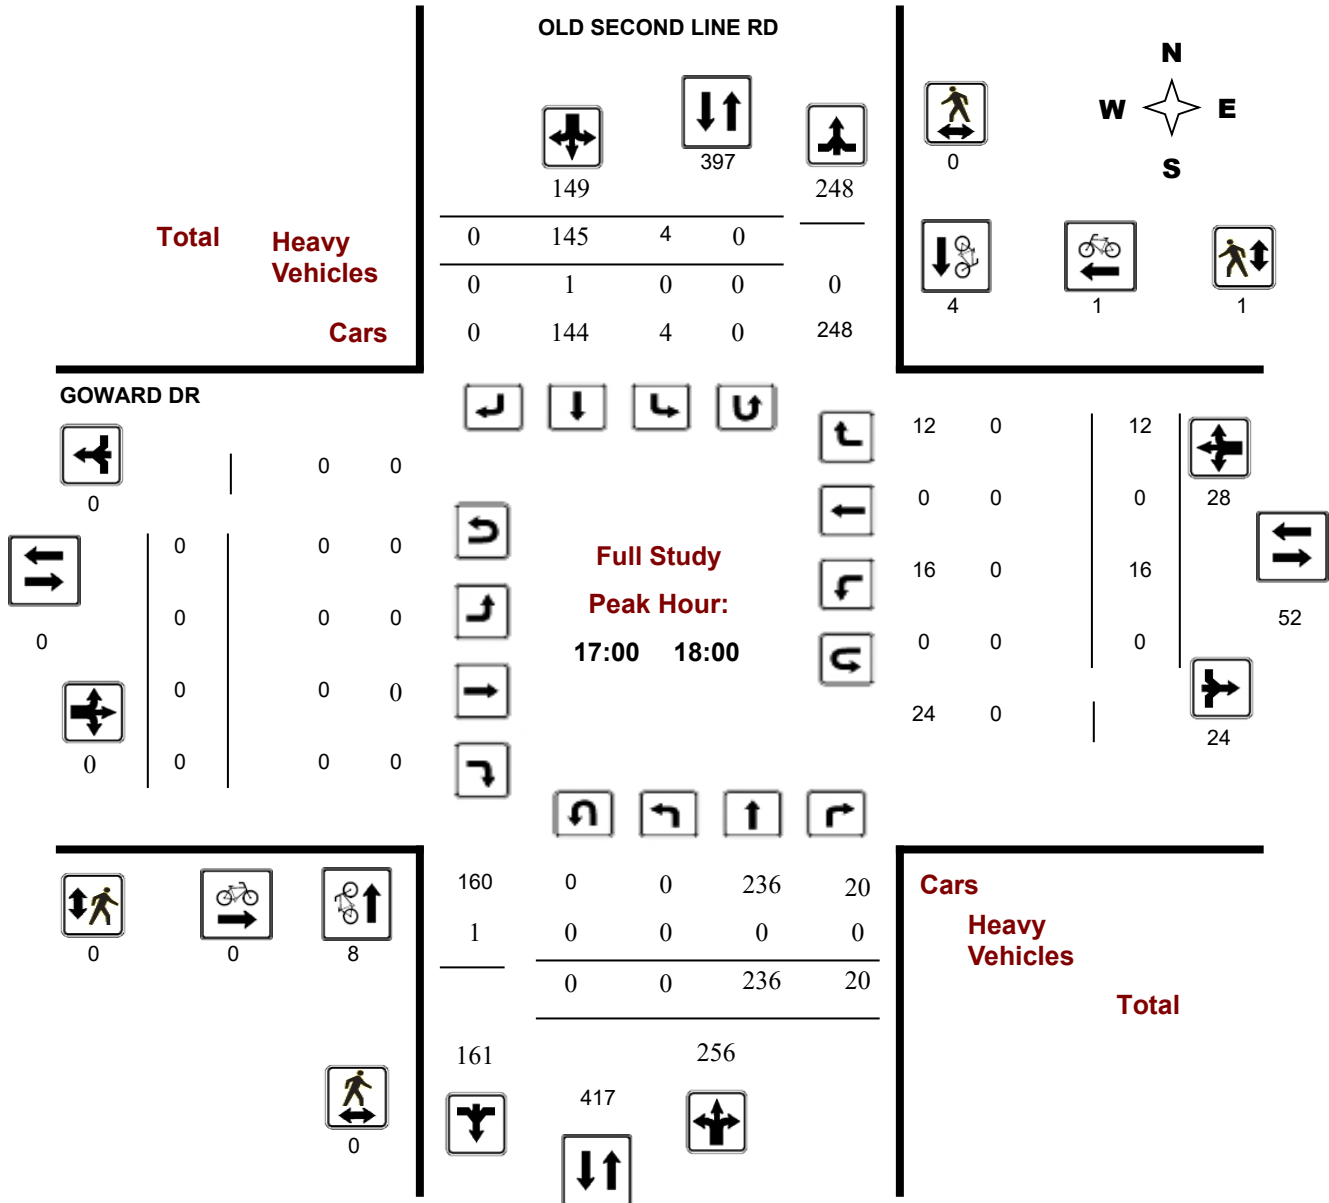 OLD SECOND LINE RD
N
W E
S
397
0
149 248
Total Heavy Vehicles
0 145 4 0
0 1 0 0 0
Cars 0 144 4 0 248
4 1 1
GOWARD DR
12 0 12
0 0
0
0 0 0
28
0 0 0
Full Study
16 0 16
Peak Hour:
52
0 0 0
0
17:00 18:00
0 0 0
0 0 0
24 0
24
0
0 0 0
160 0 0 236 20
Cars
1 0 0 0 0
Heavy
Vehicles
0 0 8
0 0 236 20
Total
161 256
417
0